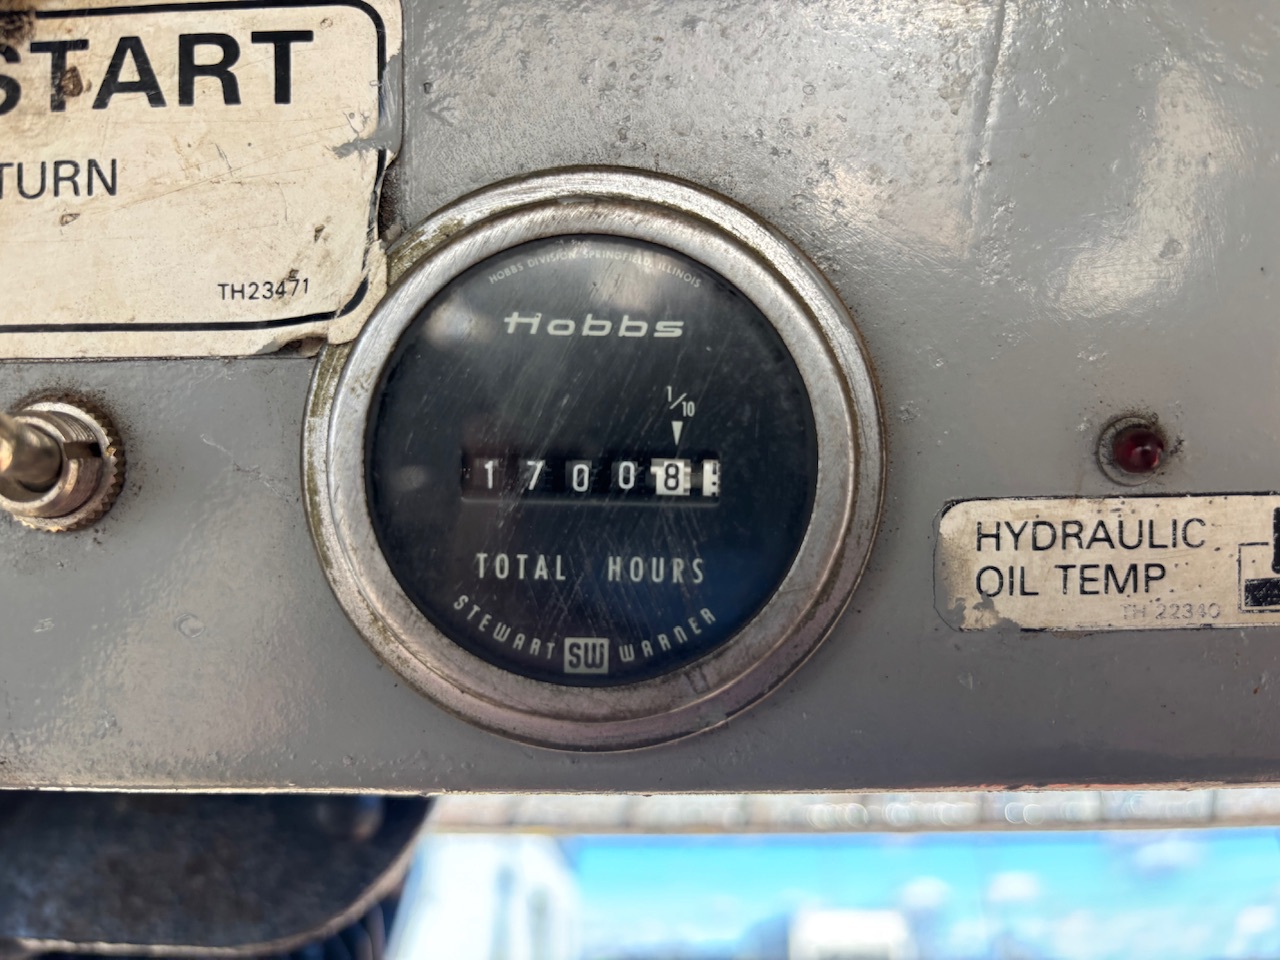 START
TURN
TH23471
HOBBS DIVISION SPRINGFIELD, ILLINOIS
Hobbs
1/10
17008
TOTAL HOURS
STEWART SW WARNER
HYDRAULIC
OIL TEMP.
TH 22340